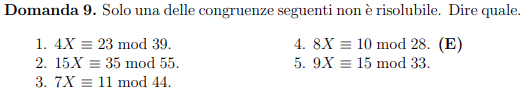 Domanda 9. Solo una delle congruenze seguenti non è risolubile. Dire quale.
1. 4X ≡ 23 mod 39.
2. 15X ≡ 35 mod 55.
3. 7X ≡ 11 mod 44.
4. 8X ≡ 10 mod 28. (E)
5. 9X ≡ 15 mod 33.